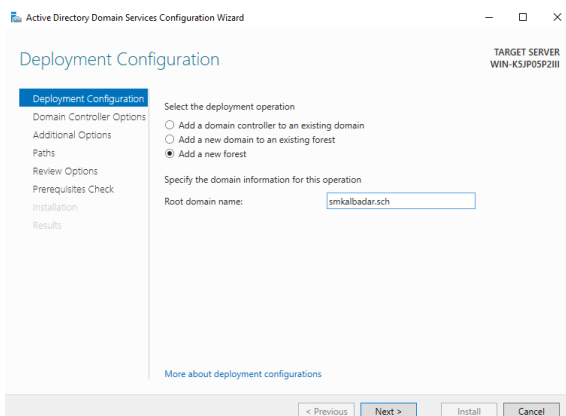 Active Directory Domain Services Configuration Wizard
Deployment Configuration
TARGET SERVER
WIN-K5JP05P2III
Deployment Configuration
Domain Controller Options
Additional Options
Paths
Review Options
Prerequisites Check
Installation
Results
Select the deployment operation
Add a domain controller to an existing domain
Add a new domain to an existing forest
Add a new forest
Specify the domain information for this operation
Root domain name:
smkalbadar.sch
More about deployment configurations
< Previous
Next >
Install
Cancel